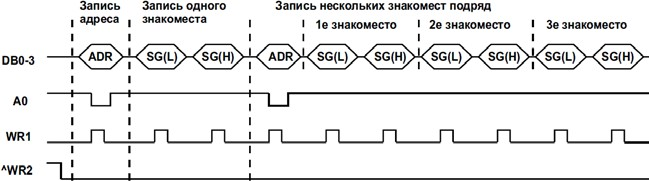 Запись адреса
Запись одного знакоместа
Запись нескольких знакомест подряд
1е знакоместо 2е знакоместо 3е знакоместо
DB0-3 ADR SG(L) SG(H) ADR SG(L) SG(H) SG(L) SG(H) SG(L) SG(H)
A0
WR1
^WR2